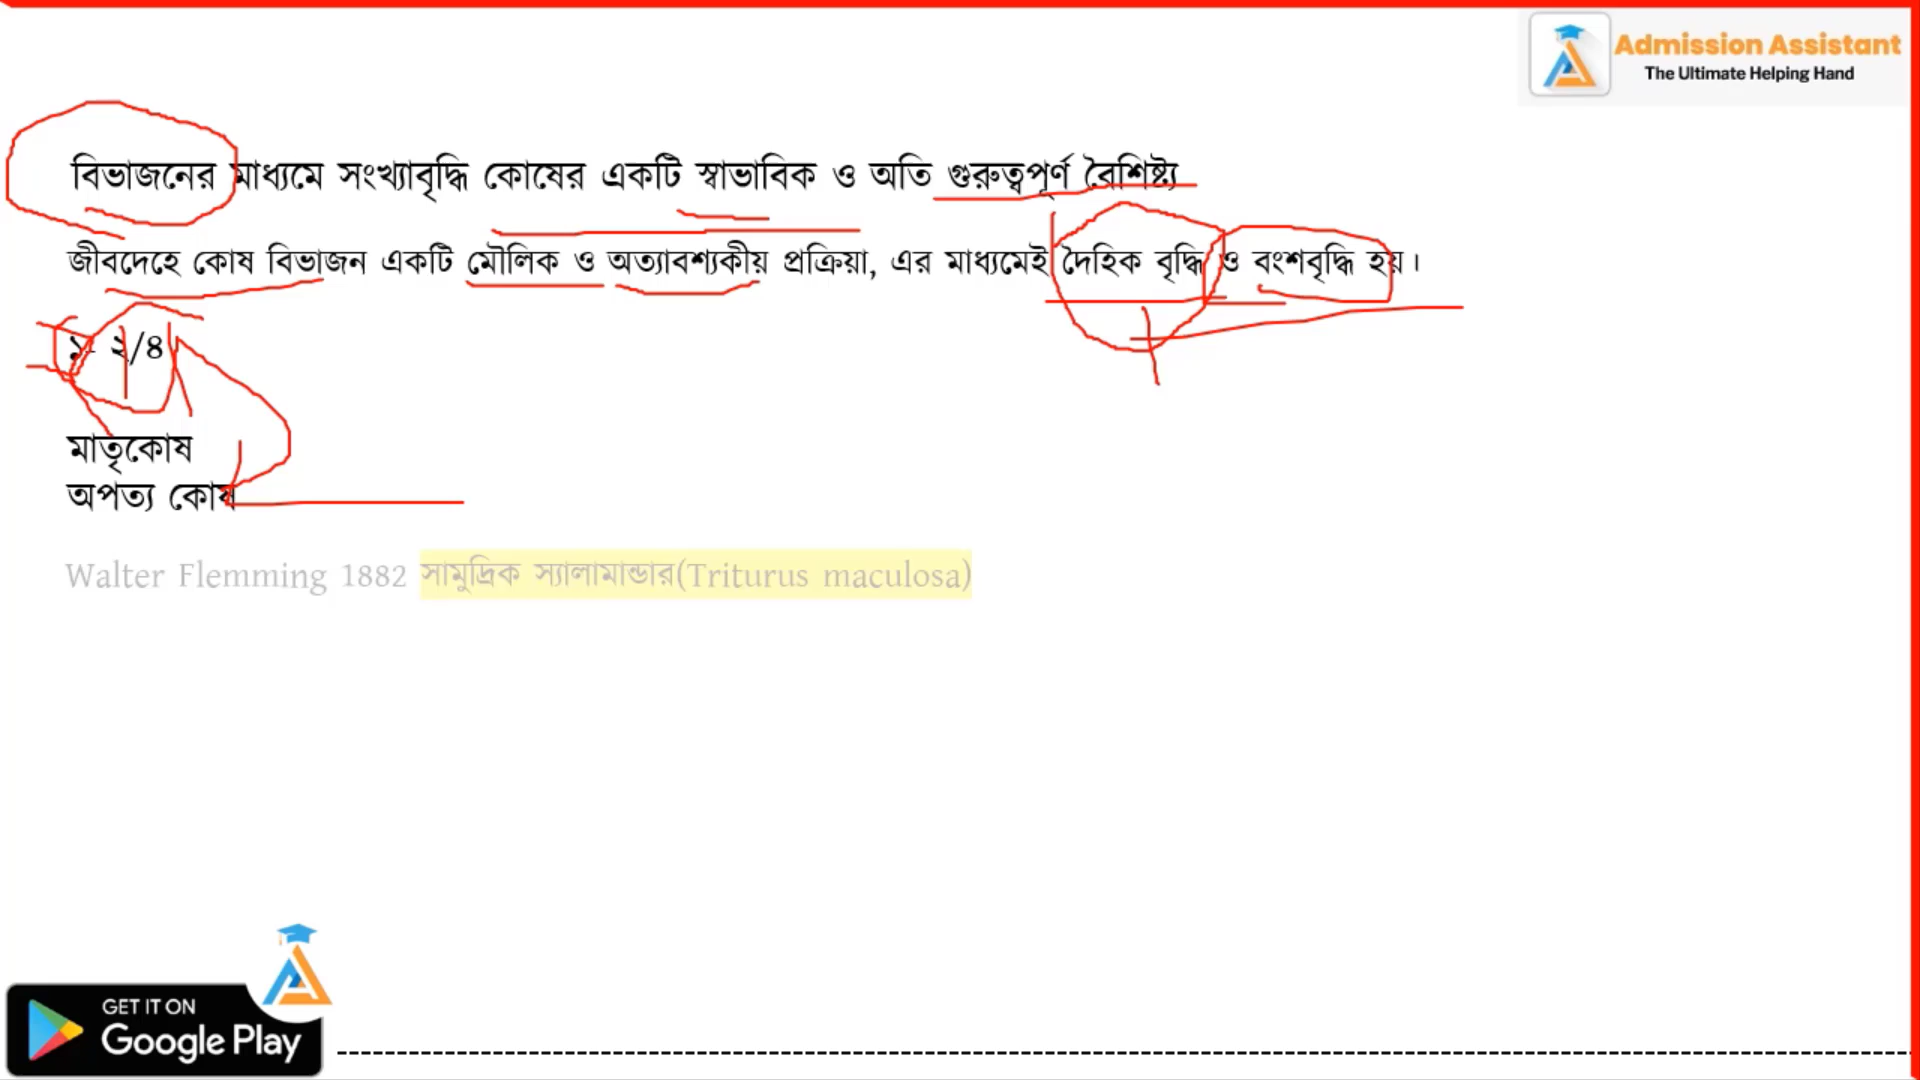 Admission Assistant
The Ultimate Helping Hand
বিভাজনের মাধ্যমে সংখ্যাবৃদ্ধি কোষের একটি স্বাভাবিক ও অতি গুরুত্বপূর্ণ বৈশিষ্ট্য
জীবদেহে কোষ বিভাজন একটি মৌলিক ও অত্যাবশ্যকীয় প্রক্রিয়া, এর মাধ্যমেই দৈহিক বৃদ্ধি ও বংশবৃদ্ধি হয়।
১- ২/৪
মাতৃকোষ
অপত্য কোষ
Walter Flemming 1882 সামুদ্রিক স্যালামান্ডার(Triturus maculosa)
GET IT ON
Google Play